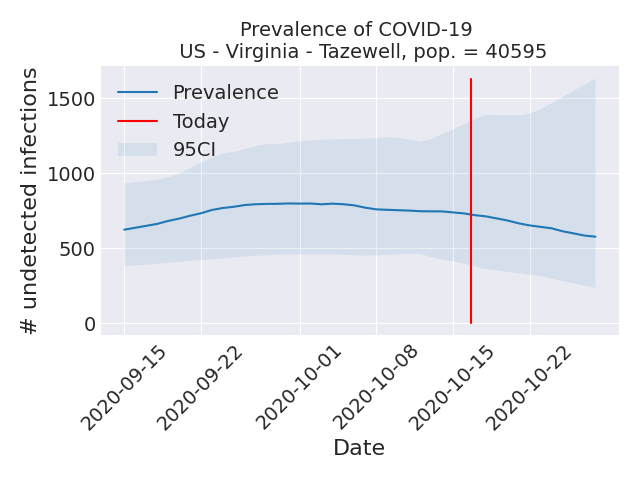 Prevalence of COVID-19
US - Virginia - Tazewell, pop. = 40595
# undetected infections
1500
1000
500
0
Prevalence
Today
95CI
2020-09-15
2020-09-22
2020-10-01
2020-10-08
2020-10-15
2020-10-22
Date